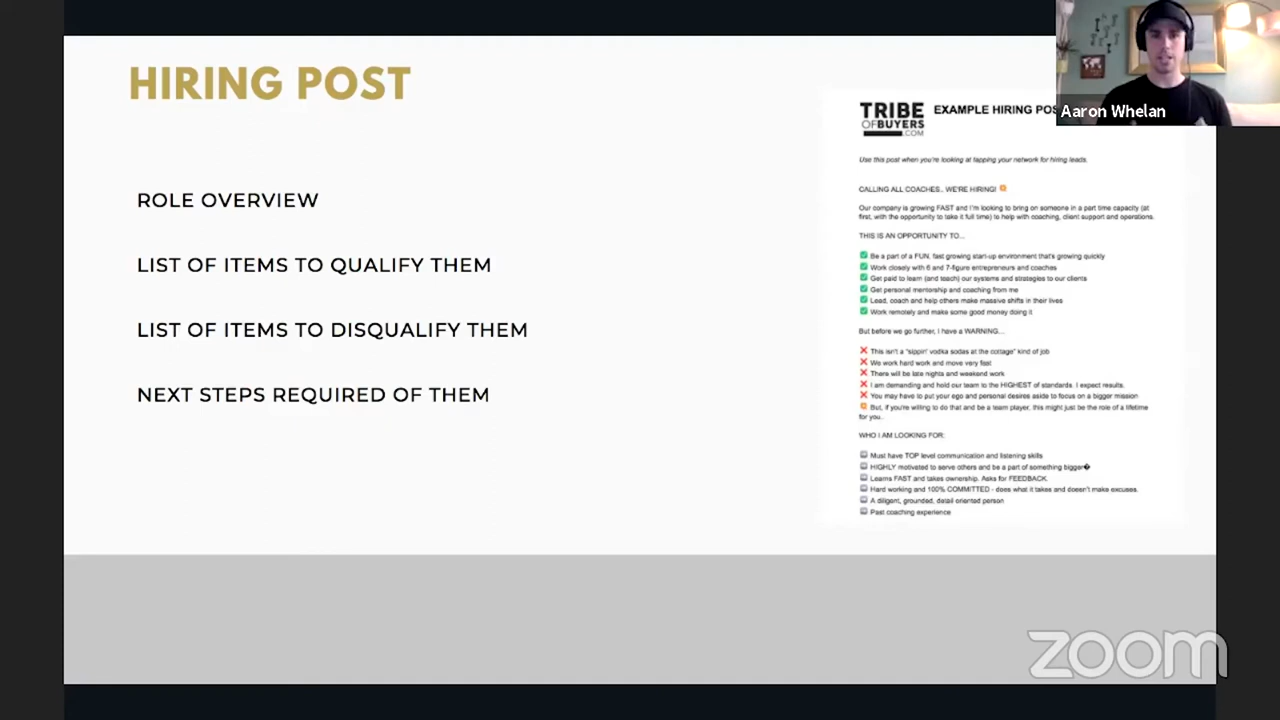 HIRING POST
ROLE OVERVIEW
LIST OF ITEMS TO QUALIFY THEM
LIST OF ITEMS TO DISQUALIFY THEM
NEXT STEPS REQUIRED OF THEM
TRIBE
OF BUYERS
.COM
EXAMPLE HIRING POS
Use this post when you're looking at tapping your network for hiring leads.
CALLING ALL COACHES.. WE'RE HIRING! 💥
Our company is growing FAST and I'm looking to bring on someone in a part time capacity (at
first, with the opportunity to take it full time) to help with coaching, client support and operations.
THIS IS AN OPPORTUNITY TO...
✅ Be a part of a FUN, fast growing start-up environment that's growing quickly
✅ Work closely with 6 and 7-figure entrepreneurs and coaches
✅ Get paid to learn (and teach) our systems and strategies to our clients
✅ Get personal mentorship and coaching from me
✅ Lead, coach and help others make massive shifts in their lives
✅ Work remotely and make some good money doing it
But before we go further, I have a WARNING...
❌ This isn't a "sippin' vodka sodas at the cottage" kind of job
❌ We work hard work and move very fast
❌ There will be late nights and weekend work
❌ I am demanding and hold our team to the HIGHEST of standards. I expect results.
❌ You may have to put your ego and personal desires aside to focus on a bigger mission
💥 But, if you're willing to do that and be a team player, this might just be the role of a lifetime
for you..
WHO I AM LOOKING FOR:
➡ Must have TOP level communication and listening skills
➡ HIGHLY motivated to serve others and be a part of something bigger�
➡ Learns FAST and takes ownership. Asks for FEEDBACK.
➡ Hard working and 100% COMMITTED - does what it takes and doesn't make excuses.
➡ A diligent, grounded, detail oriented person
➡ Past coaching experience
Aaron Whelan
zoom